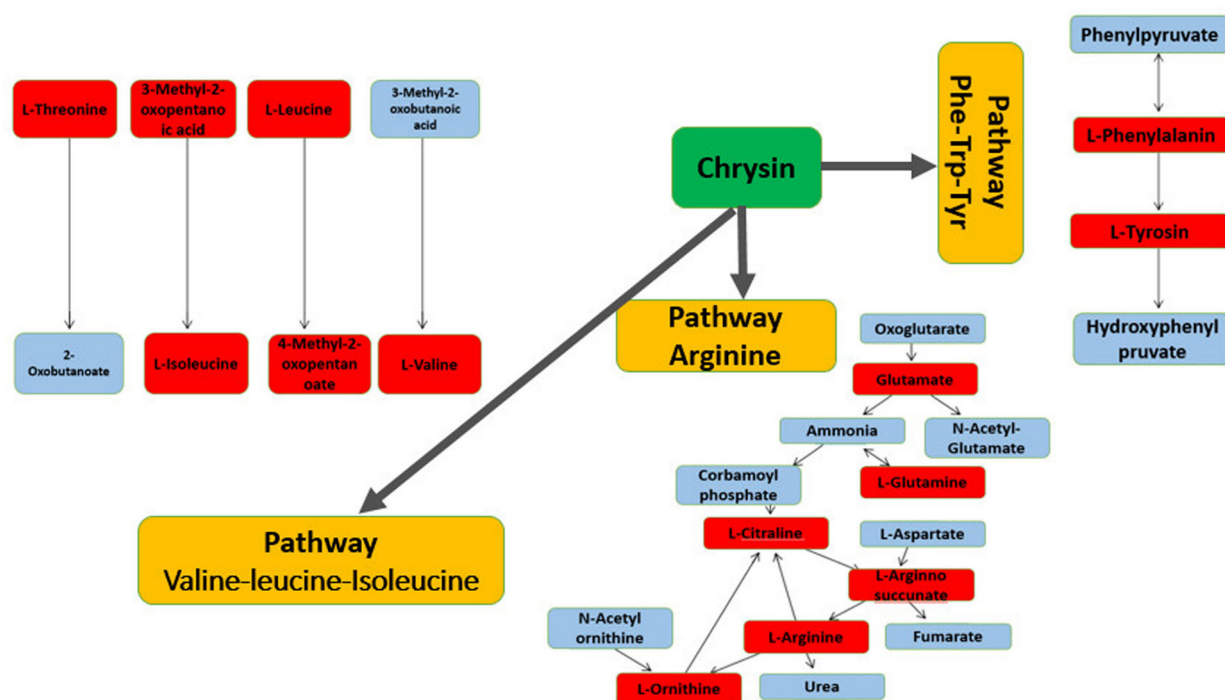 L-Threonine
3-Methyl-2-
oxopentano
ic acid
L-Leucine
3-Methyl-2-
oxobutanoic acid
2-
Oxobutanoate
L-Isoleucine
4-Methyl-2-
oxopentan
oate
L-Valine
Chrysin
Pathway
Phe-Trp-Tyr
Phenylpyruvate
L-Phenylalanin
L-Tyrosin
Hydroxyphenyl
pruvate
Pathway
Arginine
Pathway
Valine-leucine-Isoleucine
Oxoglutarate
Glutamate
Ammonia
N-Acetyl-
Glutamate
Corbamoyl
phosphate
L-Glutamine
L-Citraline
L-Aspartate
L-Arginno
succunate
N-Acetyl
ornithine
L-Arginine
Fumarate
L-Ornithine
Urea